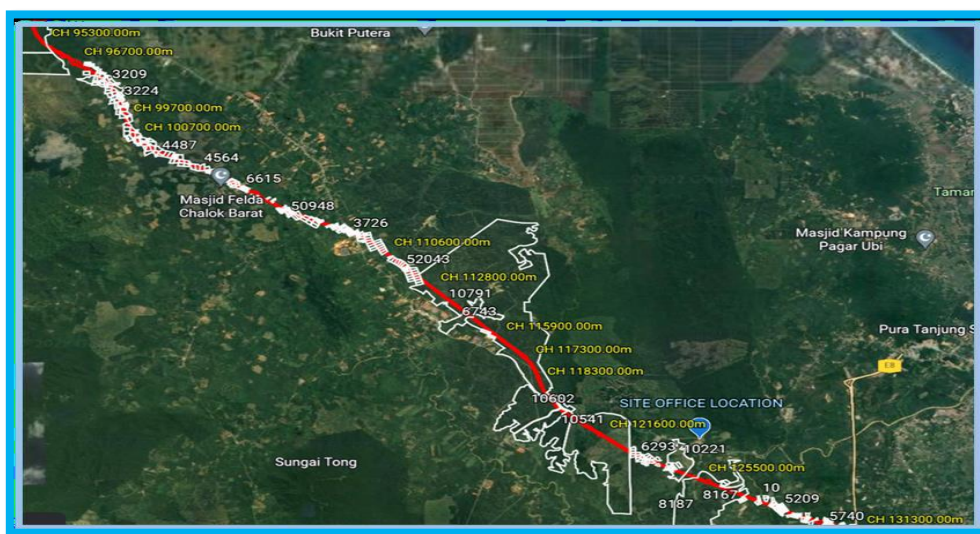 CH 95300.00m
Bukit Putera
CH 96700.00m
3209
3224
CH 99700.00m
CH 100700.00m
4487
4564
6615
Masjid Felda
Chalok Barat
50948
3726
CH 110600.00m
52043
CH 112800.00m
10791
6743
CH 115900.00m
CH 117300.00m
CH 118300.00m
10602
10541
SITE OFFICE LOCATION
CH 121600.00m
6293
10221
CH 125500.00m
8167
8187
10
5209
5740
CH 131300.00m
Sungai Tong
Taman
Masjid Kampung
Pagar Ubi
Pura Tanjung S
E8